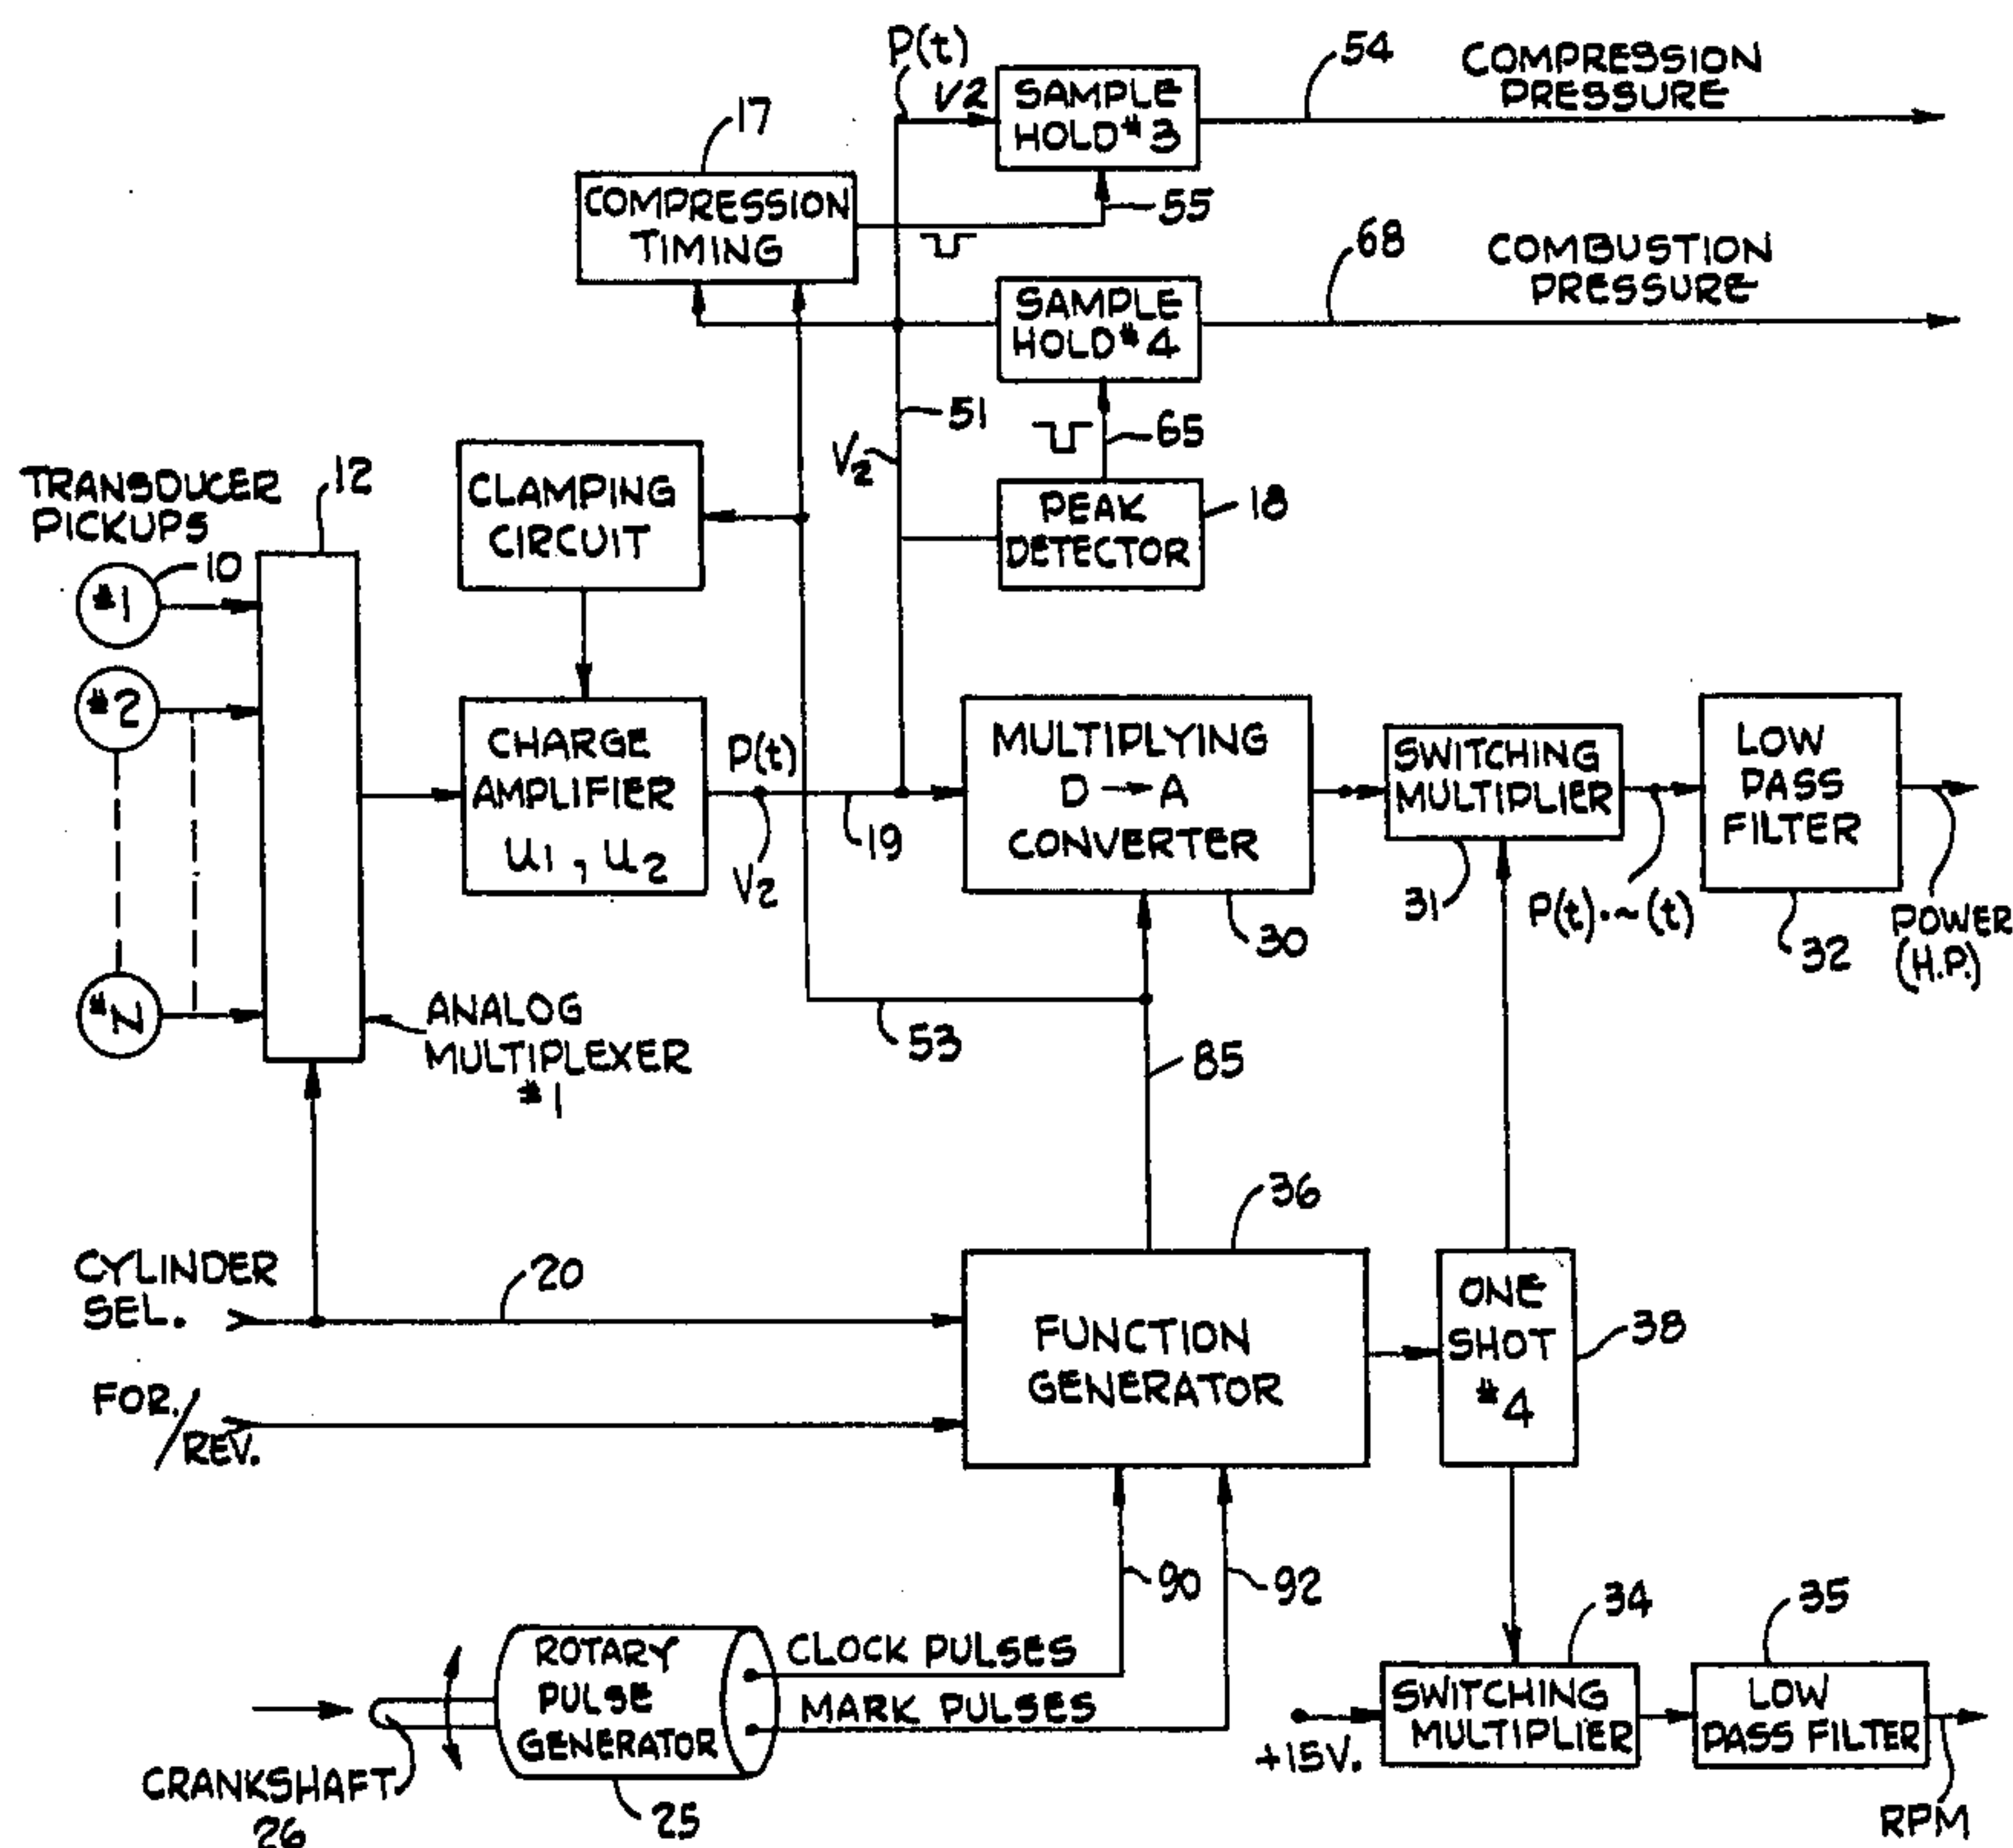 P(t)
V2
SAMPLE
HOLD #3
54
COMPRESSION
PRESSURE
17
COMPRESSION
TIMING
55
SAMPLE
HOLD #4
68
COMBUSTION
PRESSURE
51
V2
65
PEAK
DETECTOR
18
CLAMPING
CIRCUIT
TRANSDUCER
PICKUPS
12
#1
10
#2
#N
ANALOG
MULTIPLEXER
#1
CHARGE
AMPLIFIER
U1, U2
P(t)
V2
19
MULTIPLYING
D → A
CONVERTER
30
SWITCHING
MULTIPLIER
31
P(t)·~(t)
LOW
PASS
FILTER
32
POWER
(H.P.)
53
85
CYLINDER
SEL.
20
FOR./
REV.
FUNCTION
GENERATOR
36
ONE
SHOT
#4
38
90
92
ROTARY
PULSE
GENERATOR
CLOCK PULSES
MARK PULSES
CRANKSHAFT
26
25
+15V.
SWITCHING
MULTIPLIER
34
LOW
PASS FILTER
35
RPM